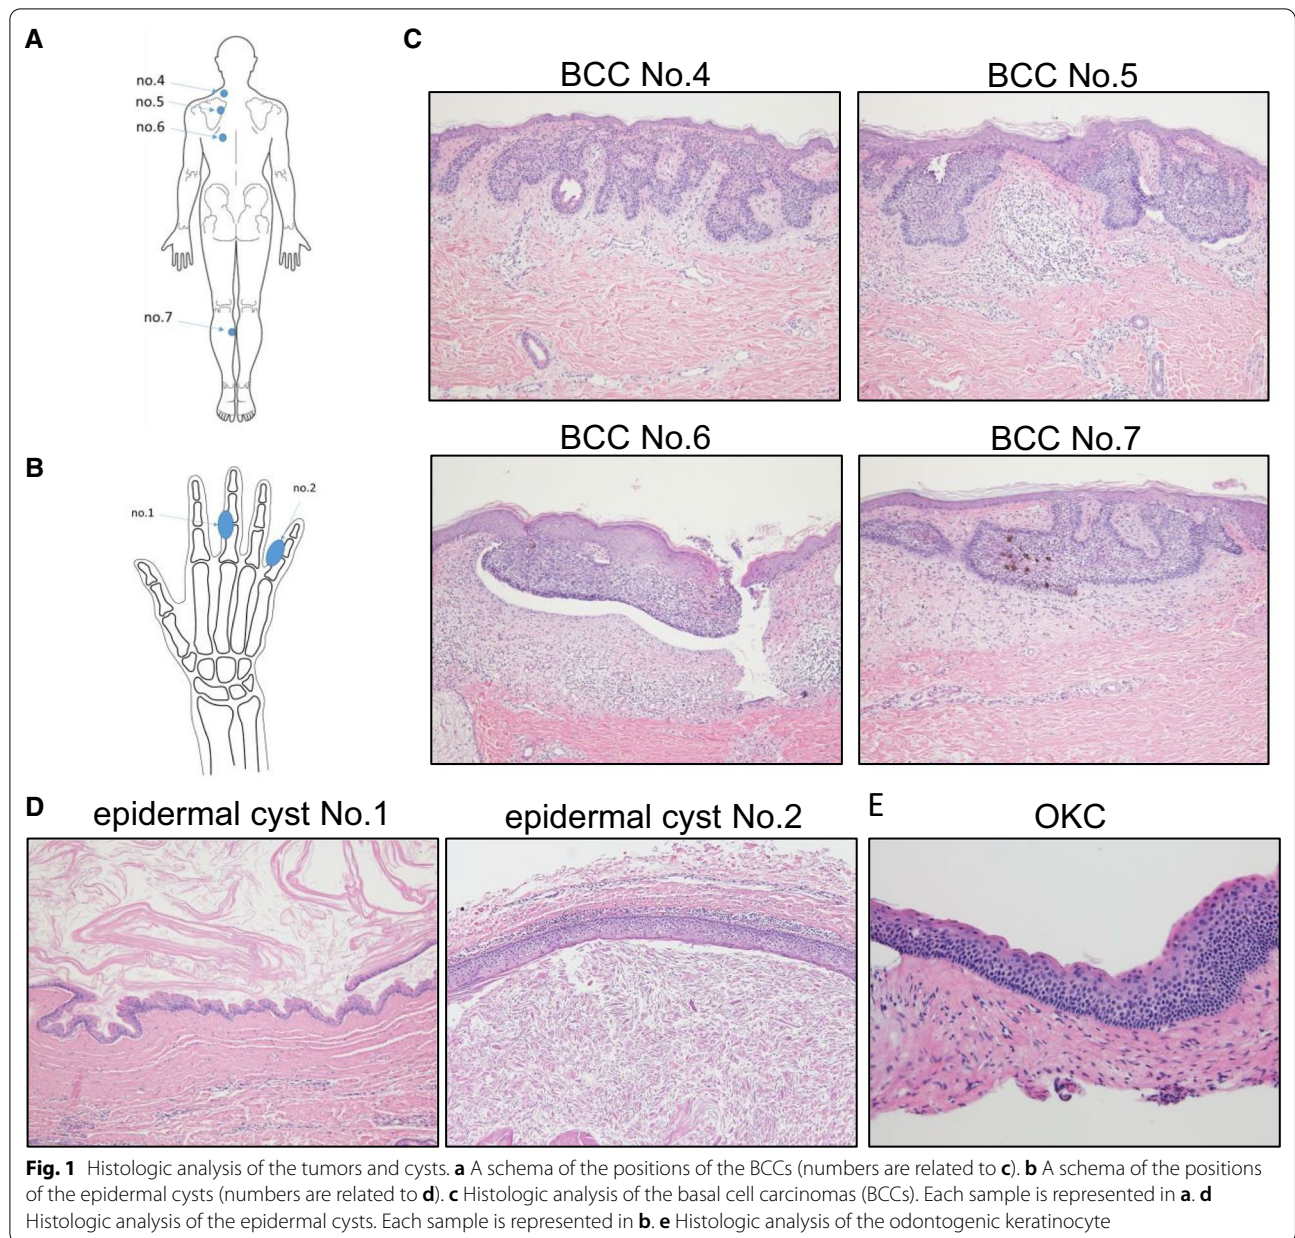 A
no.4
no.5
no.6
no.7
B
no.1
no.2
C
BCC No.4
BCC No.5
BCC No.6
BCC No.7
D
epidermal cyst No.1
epidermal cyst No.2
E
OKC
Fig. 1 Histologic analysis of the tumors and cysts. a A schema of the positions of the BCCs (numbers are related to c). b A schema of the positions
of the epidermal cysts (numbers are related to d). c Histologic analysis of the basal cell carcinomas (BCCs). Each sample is represented in a. d
Histologic analysis of the epidermal cysts. Each sample is represented in b. e Histologic analysis of the odontogenic keratinocyte